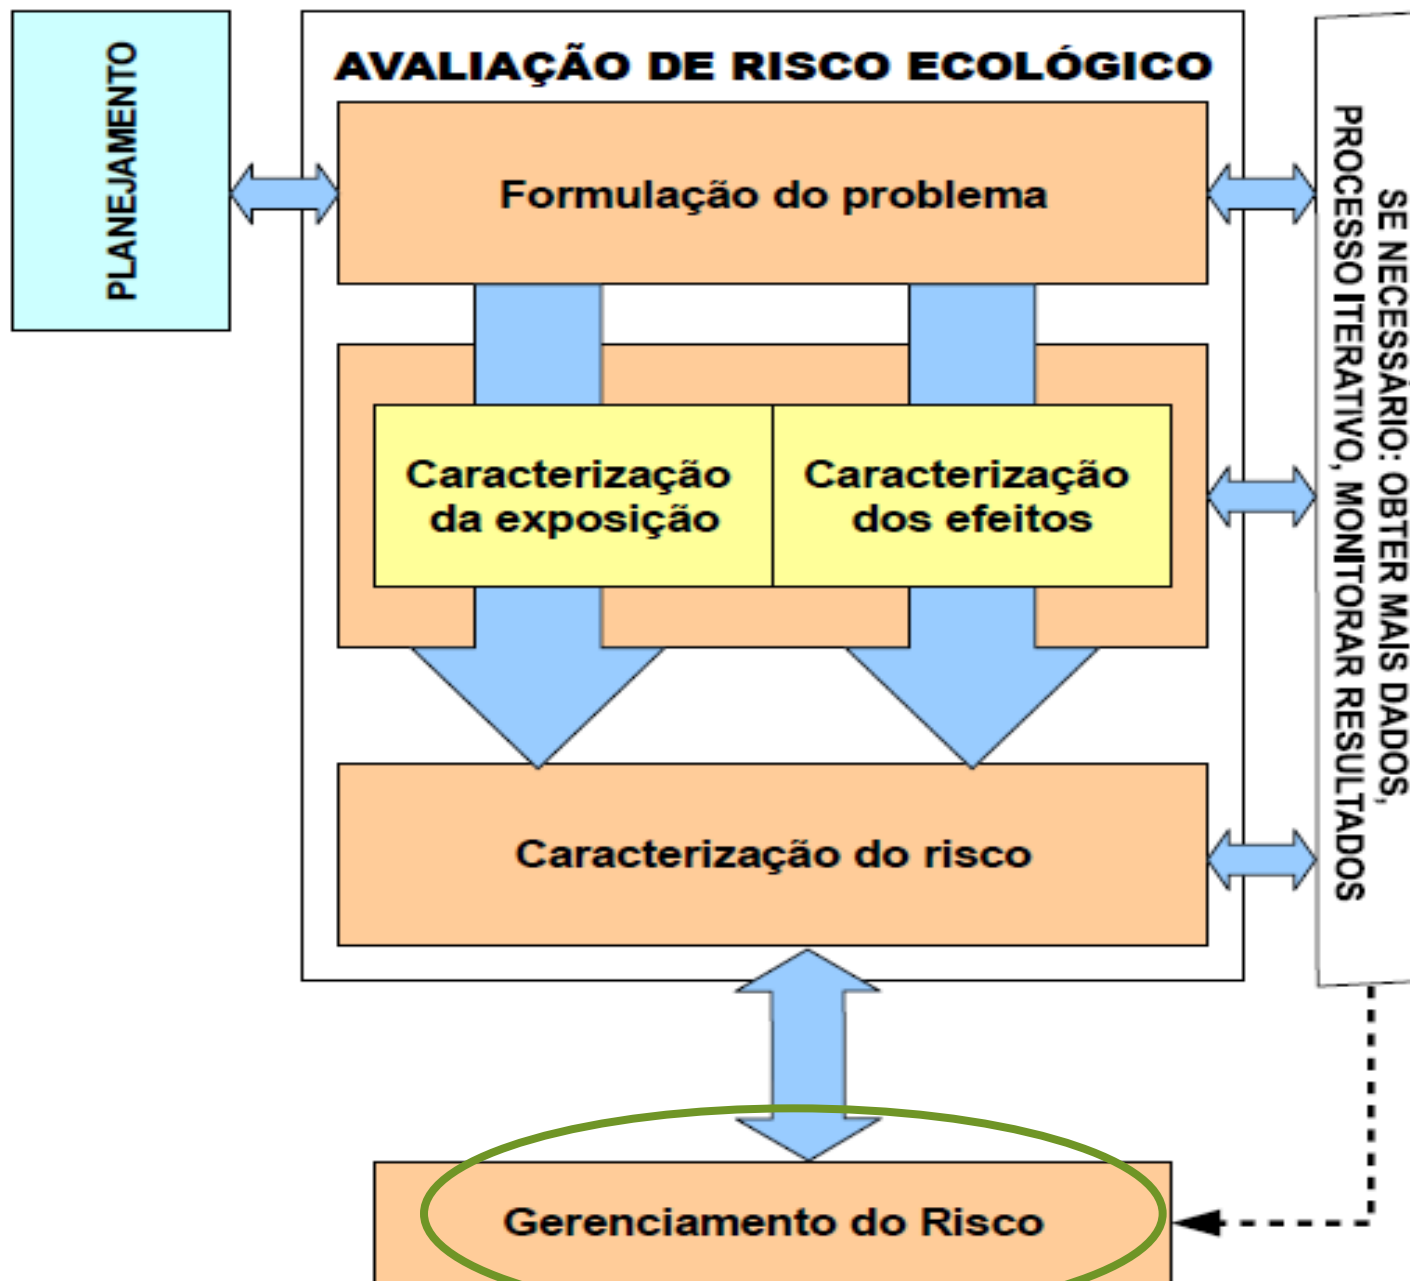 PLANEJAMENTO
AVALIAÇÃO DE RISCO ECOLÓGICO
Formulação do problema
Caracterização
da exposição
Caracterização
dos efeitos
Caracterização do risco
SE NECESSÁRIO: OBTER MAIS DADOS,
PROCESSO ITERATIVO, MONITORAR RESULTADOS
Gerenciamento do Risco